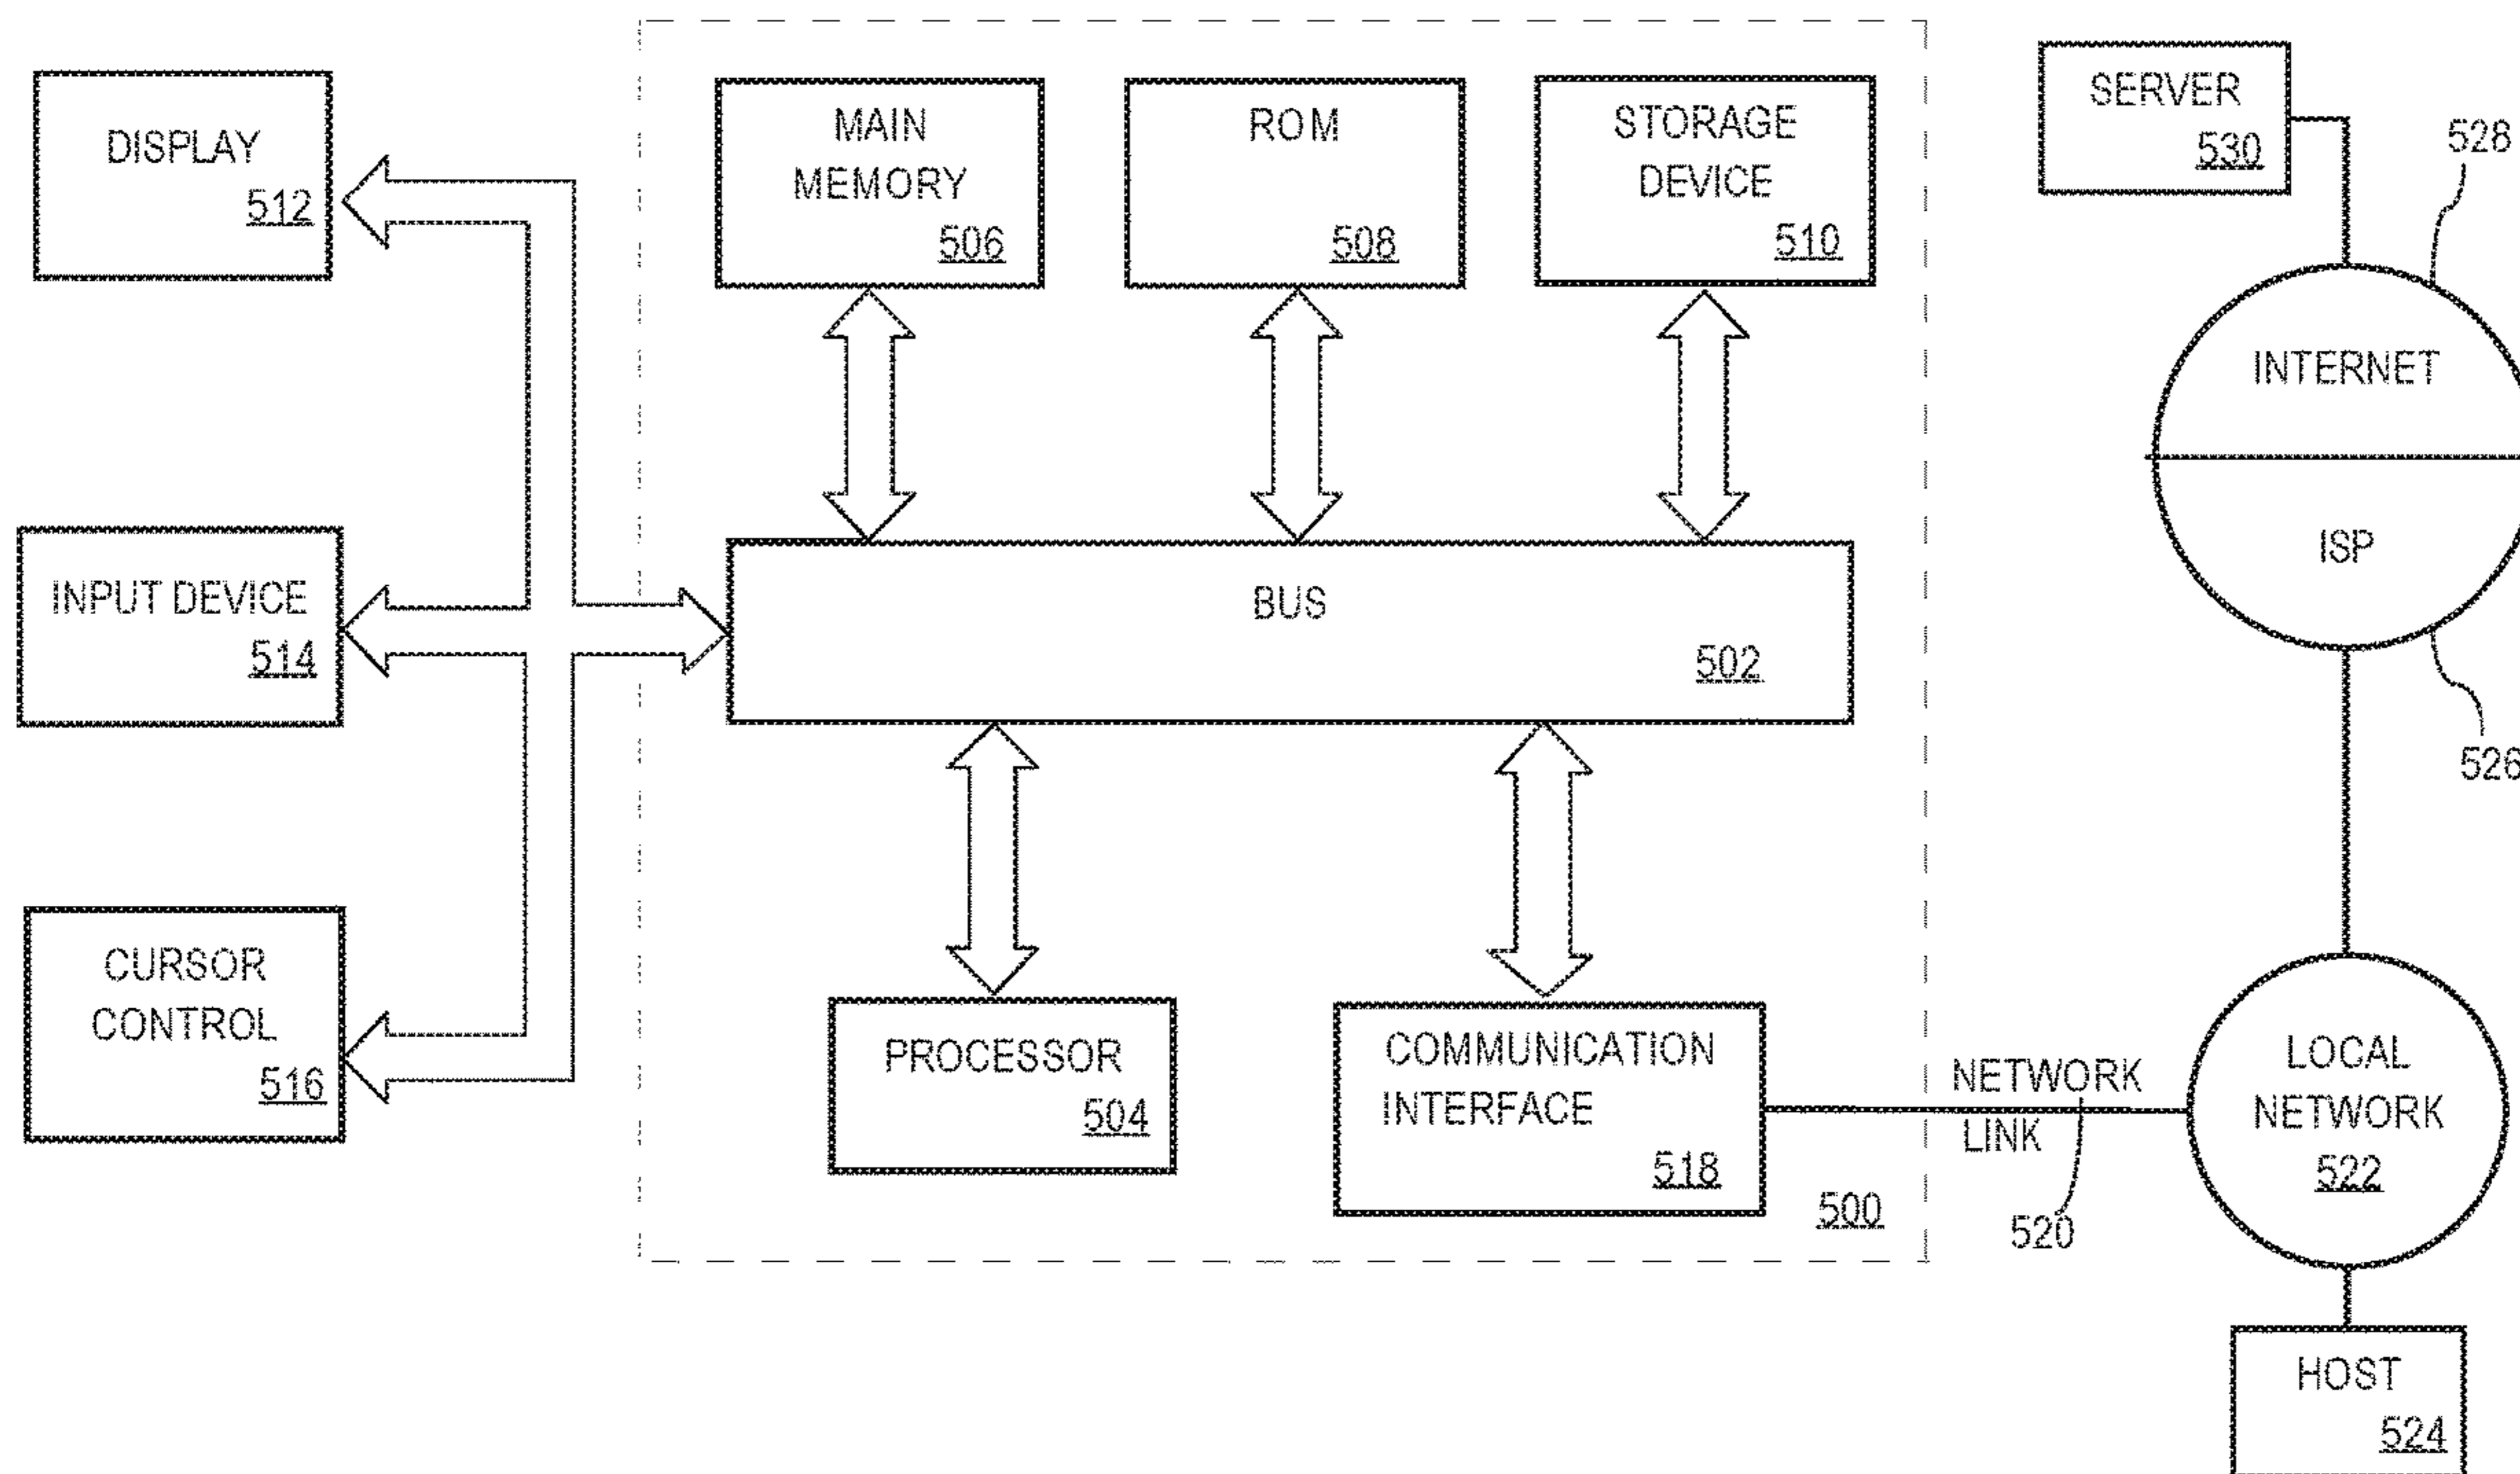 DISPLAY
512
INPUT DEVICE
514
CURSOR
CONTROL
516
MAIN
MEMORY
506
ROM
508
STORAGE
DEVICE
510
BUS
502
PROCESSOR
504
COMMUNICATION
INTERFACE
518
500
SERVER
530
528
INTERNET
ISP
526
NETWORK
LINK
520
LOCAL
NETWORK
522
HOST
524